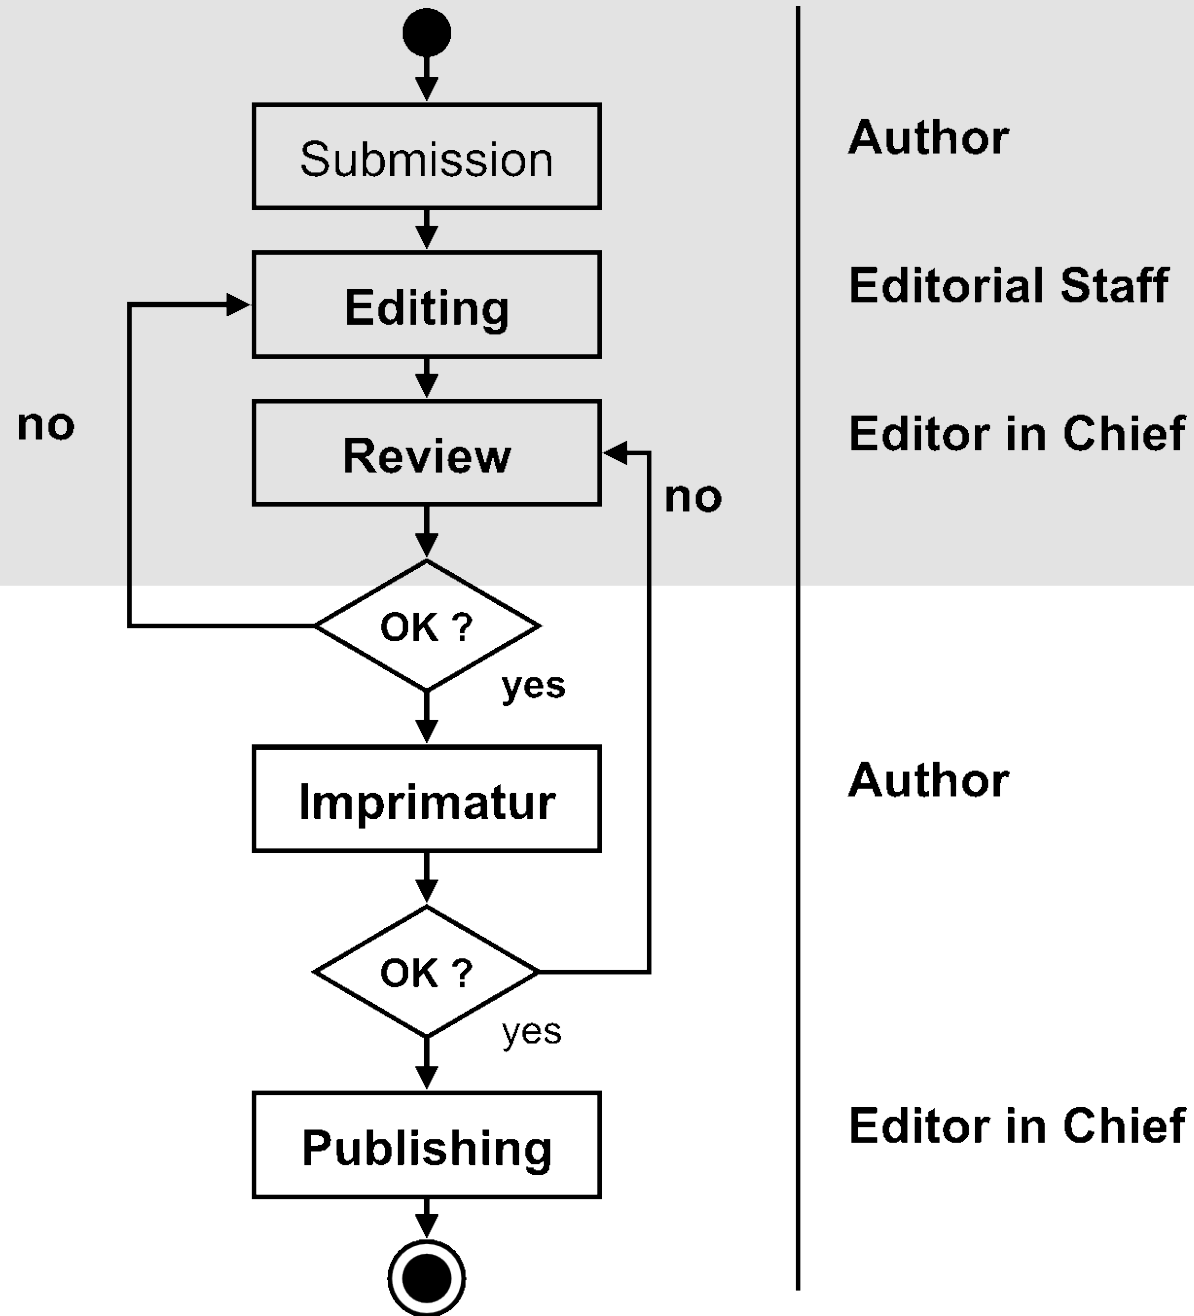 Submission
Author
Editing
Editorial Staff
no
Review
Editor in Chief
no
OK ?
yes
Imprimatur
Author
OK ?
yes
Publishing
Editor in Chief